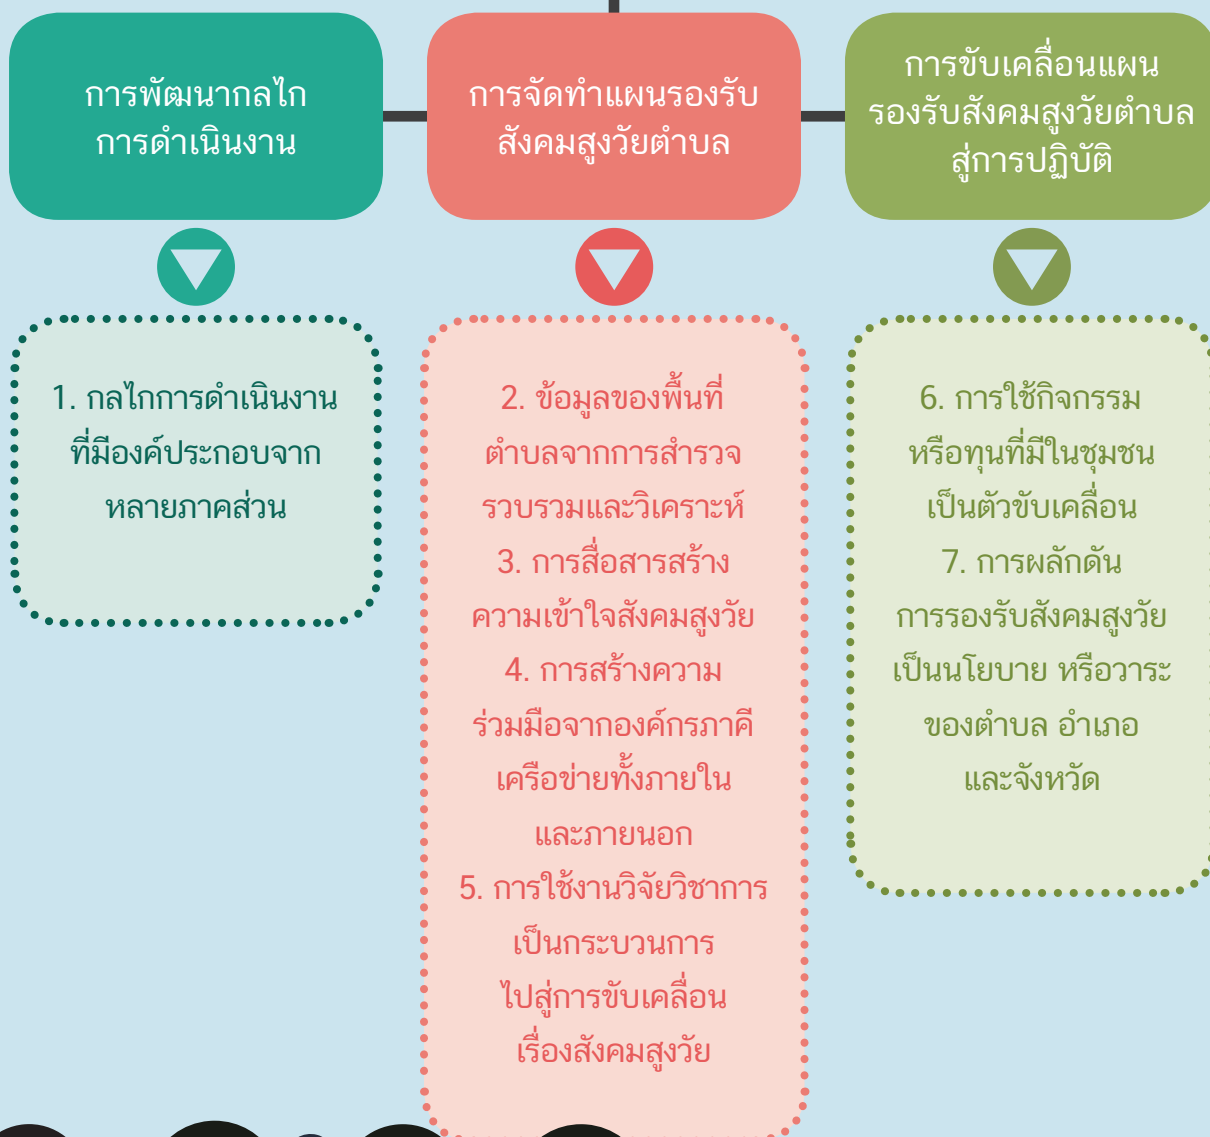 การพัฒนากลไก
การดำเนินงาน
การจัดทำแผนรองรับ
สังคมสูงวัยตำบล
การขับเคลื่อนแผน
รองรับสังคมสูงวัยตำบล
สู่การปฏิบัติ
1. กลไกการดำเนินงาน
ที่มีองค์ประกอบจาก
หลายภาคส่วน
2. ข้อมูลของพื้นที่
ตำบลจากการสำรวจ
รวบรวมและวิเคราะห์
3. การสื่อสารสร้าง
ความเข้าใจสังคมสูงวัย
4. การสร้างความ
ร่วมมือจากองค์กรภาคี
เครือข่ายทั้งภายใน
และภายนอก
5. การใช้งานวิจัยวิชาการ
เป็นกระบวนการ
ไปสู่การขับเคลื่อน
เรื่องสังคมสูงวัย
6. การใช้กิจกรรม
หรือทุนที่มีในชุมชน
เป็นตัวขับเคลื่อน
7. การผลักดัน
การรองรับสังคมสูงวัย
เป็นนโยบาย หรือวาระ
ของตำบล อำเภอ
และจังหวัด